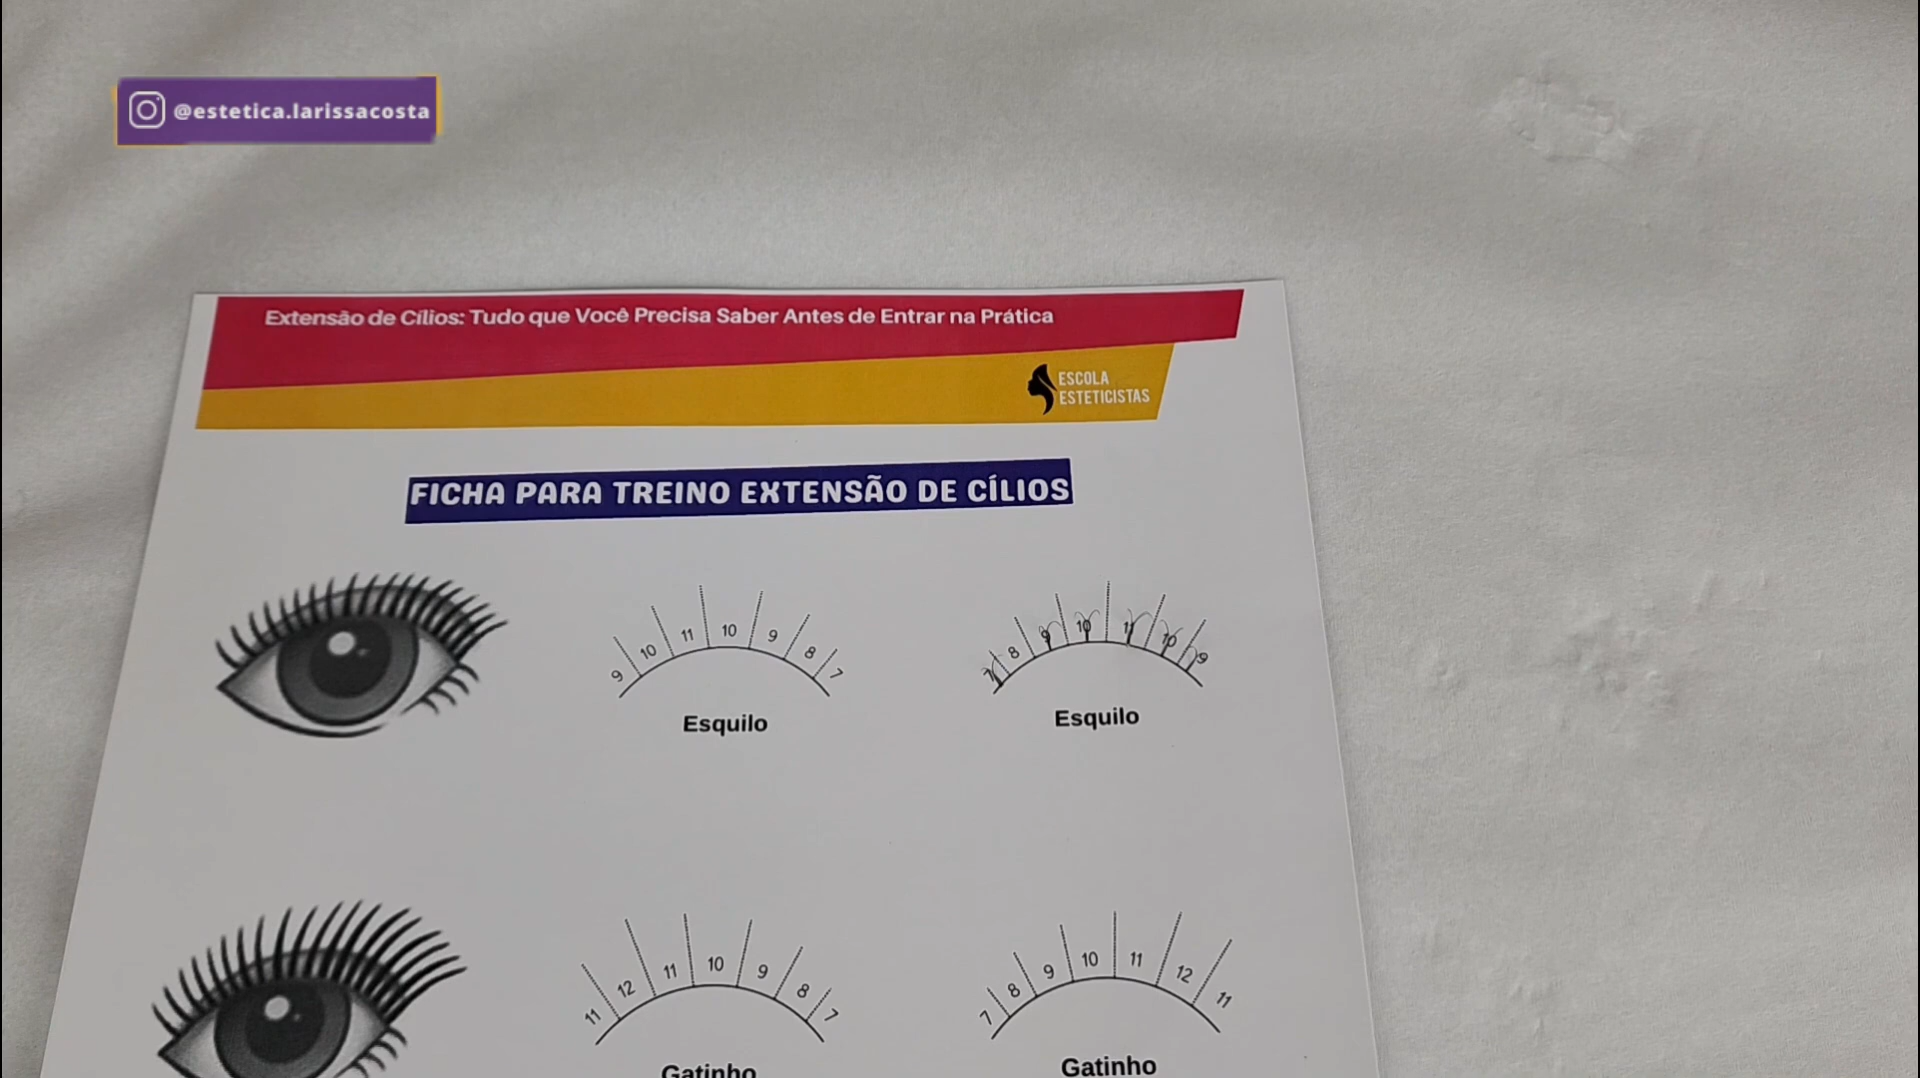 @estetica.larissacosta
Extensão de Cílios: Tudo que Você Precisa Saber Antes de Entrar na Prática
ESCOLA
ESTETICISTAS
FICHA PARA TREINO EXTENSÃO DE CÍLIOS
9 10 11 10 9 8 7
7 8 9 10 11 10 9
Esquilo
Esquilo
11 12 11 10 9 8 7
7 8 9 10 11 12 11
Gatinho
Gatinho